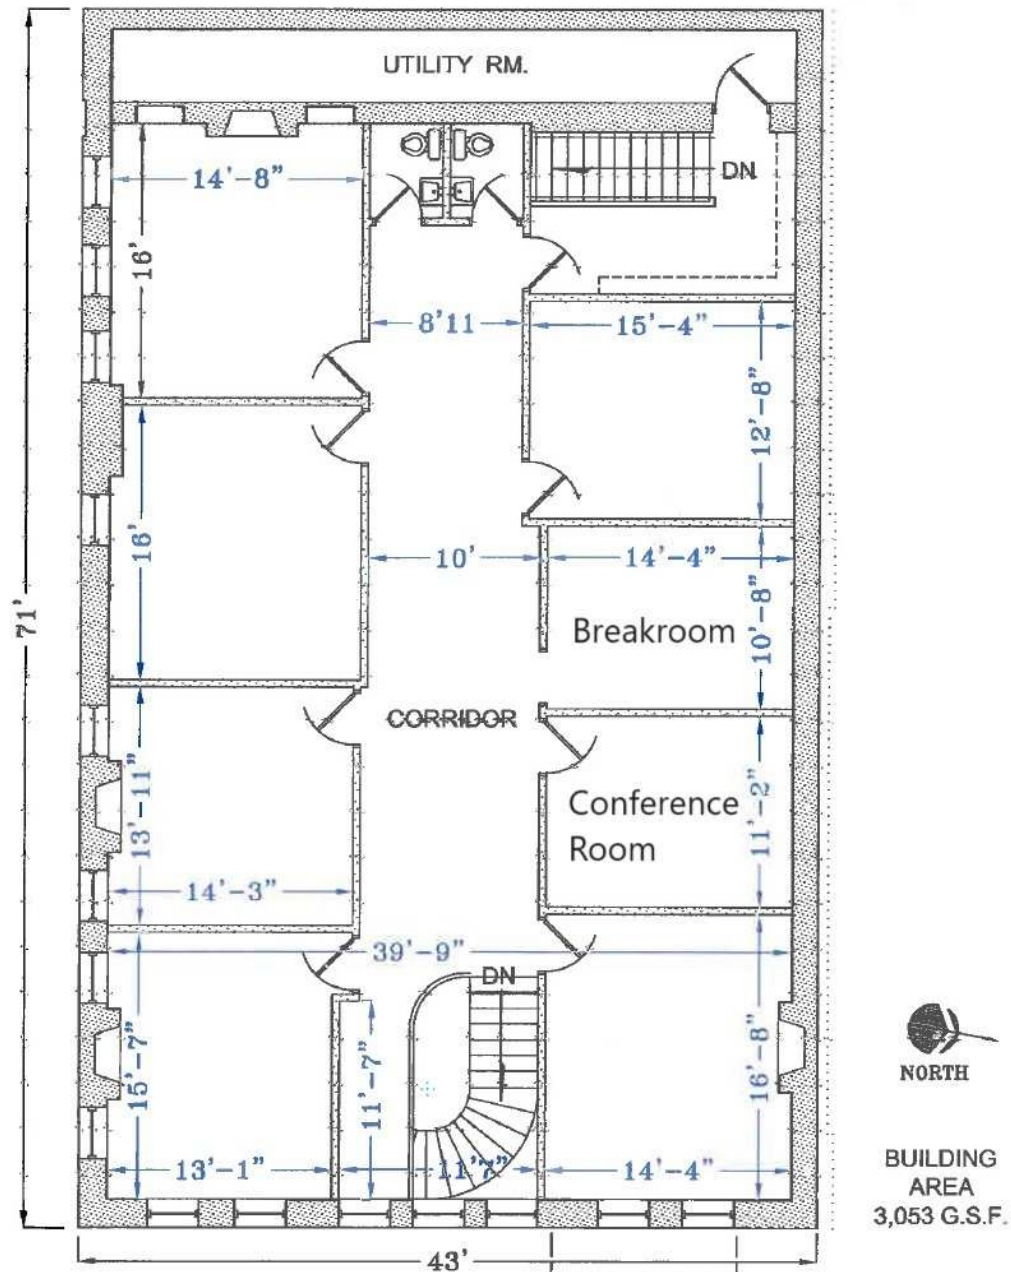 UTILITY RM.
14'-8"
DN
16'
8'11
15'-4"
12'-8"
16'
10'
14'-4"
10'-8"
Breakroom
71'
CORRIDOR
13'-11"
Conference
Room
11'-2"
14'-3"
39'-9"
DN
15'-7"
11'-7"
16'-8"
NORTH
13'-1"
11'7"
14'-4"
BUILDING
AREA
3,053 G.S.F.
43'